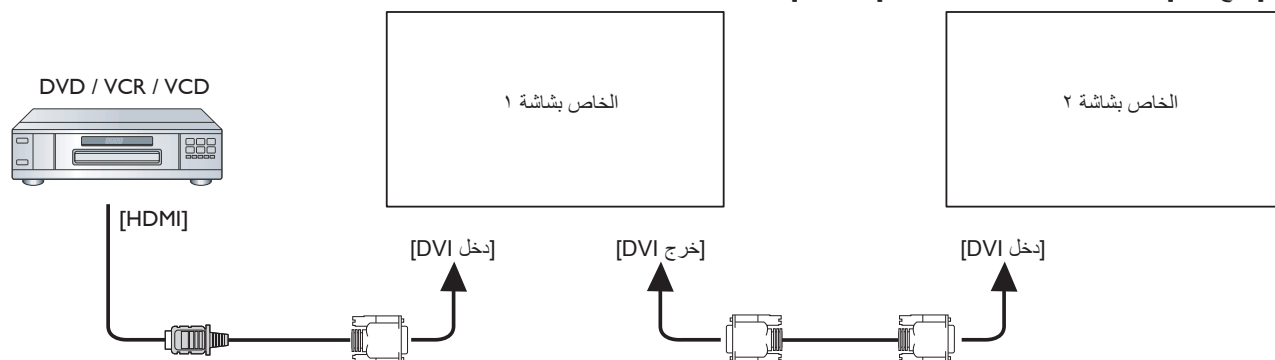 DVD / VCR / VCD
الخاص بشاشة ١
الخاص بشاشة ٢
[HDMI]
[دخل DVI]
[خرج DVI]
[دخل DVI]